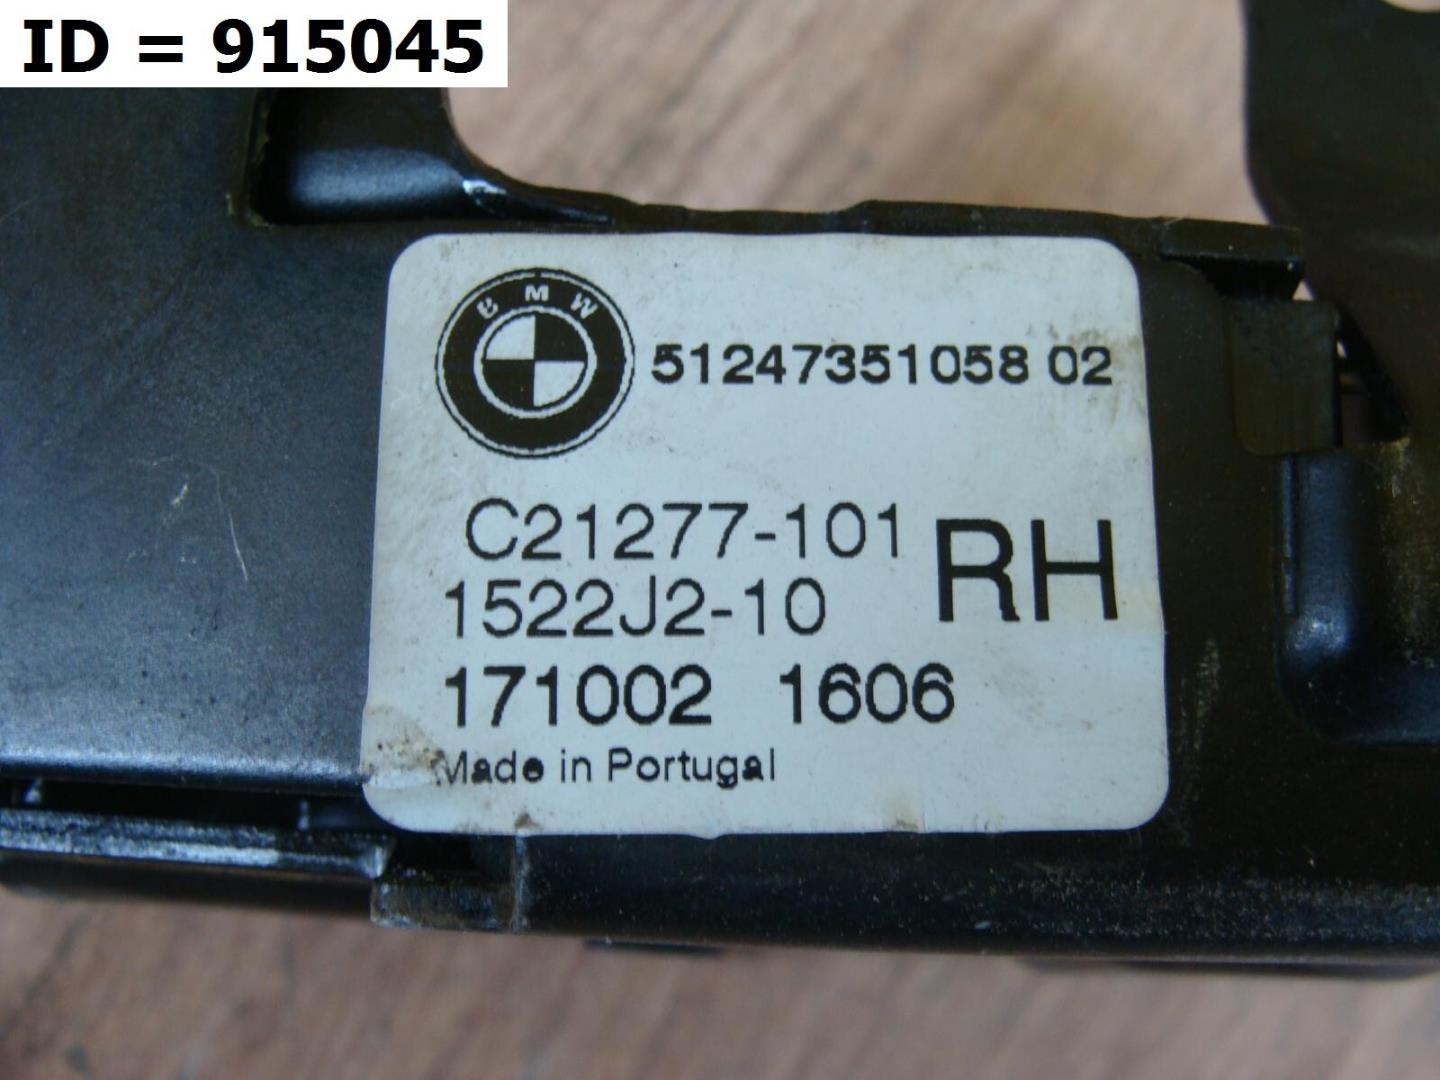 ID = 915045
BMW
51247351058 02
C21277-101
RH
1522J2-10
171002 1606
Made in Portugal